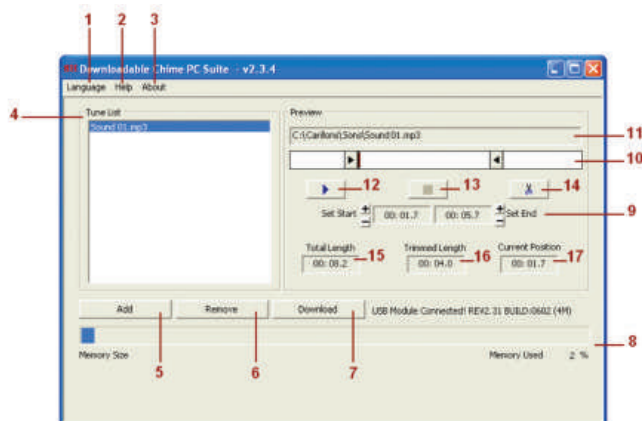 1 2 3
Downloadable Chime PC Suite - v2.3.4
Language Help About
4 Tune List Preview
Sound 01.mp3
C:\Carillons\Sons\Sound 01.mp3 11
10
12 13 14
Set Start + - 00: 01.7 00: 05.7 + - Set End 9
Total Length Trimmed Length Current Position
00: 08.2 15 00: 04.0 16 00: 01.7 17
Add Remove Download USB Module Connected! REV2.31 BUILD:0602 (4M)
5 6 7 8
Memory Size Memory Used 2 %